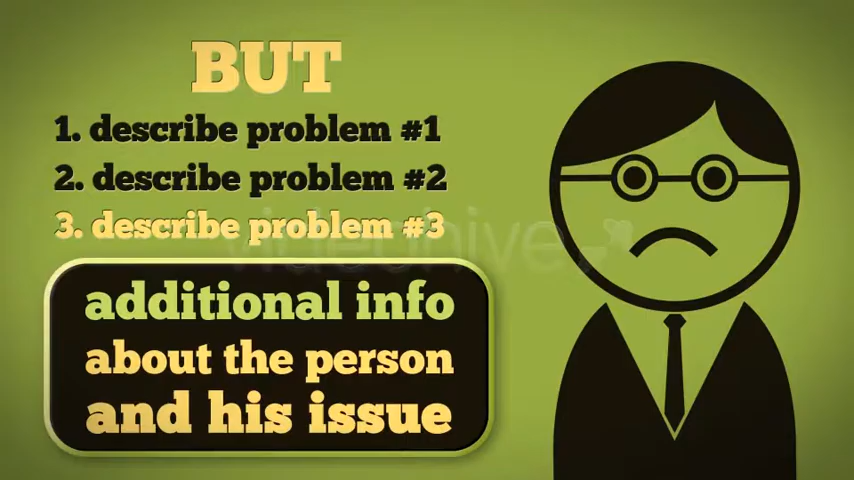 BUT
1. describe problem #1
2. describe problem #2
3. describe problem #3
videohive
additional info
about the person
and his issue